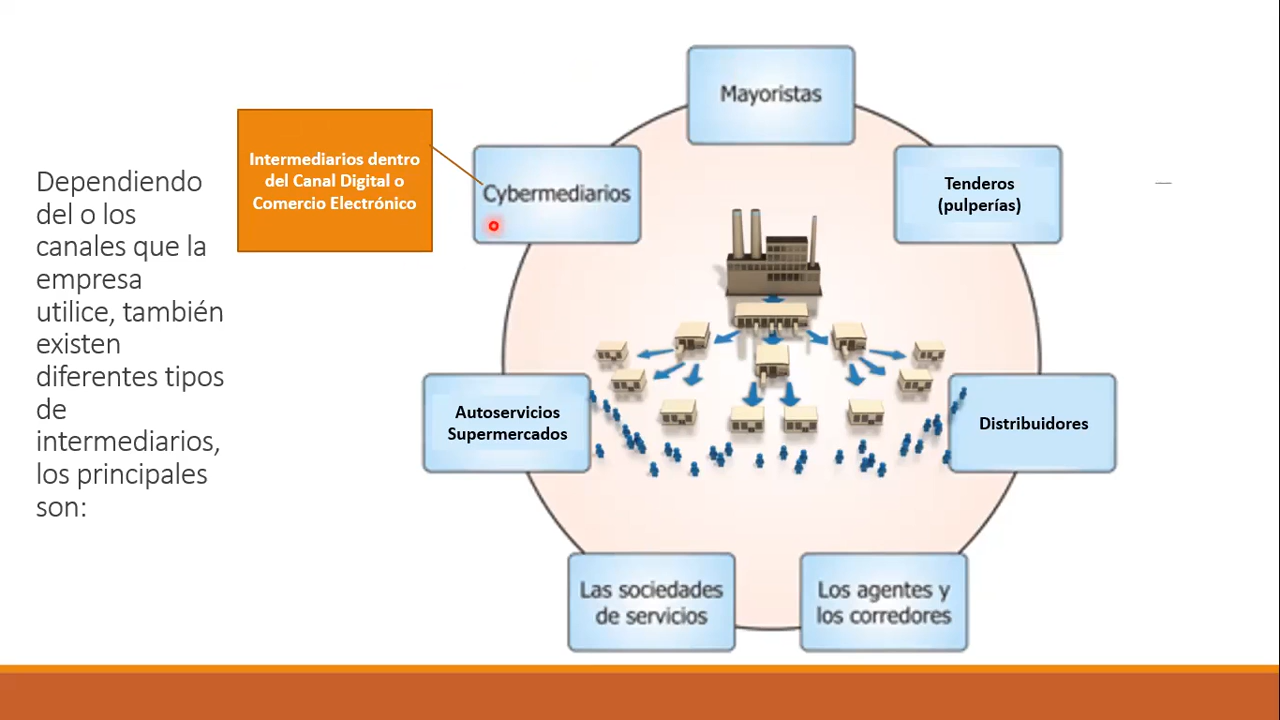 Dependiendo
del o los
canales que la
empresa
utilice, también
existen
diferentes tipos
de
intermediarios,
los principales
son:
Intermediarios dentro
del Canal Digital o
Comercio Electrónico
Cybermediarios
Mayoristas
Tenderos
(pulperías)
Autoservicios
Supermercados
Distribuidores
Las sociedades
de servicios
Los agentes y
los corredores